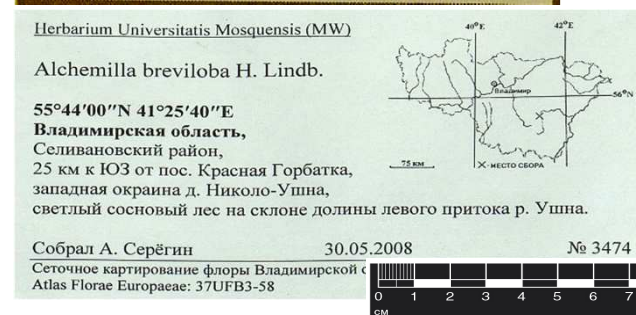 Herbarium Universitatis Mosquensis (MW)
Alchemilla breviloba H. Lindb.
55°44′00″N 41°25′40″E
Владимирская область,
Селивановский район,
25 км к ЮЗ от пос. Красная Горбатка,
западная окраина д. Николо-Ушна,
светлый сосновый лес на склоне долины левого притока р. Ушна.
40°E 42°E
Владимир
56°N
75 км
X-МЕСТО СБОРА
Собрал А. Серёгин 30.05.2008 № 3474
Сеточное картирование флоры Владимирской
Atlas Florae Europaeae: 37UFB3-58
0 1 2 3 4 5 6 7
см